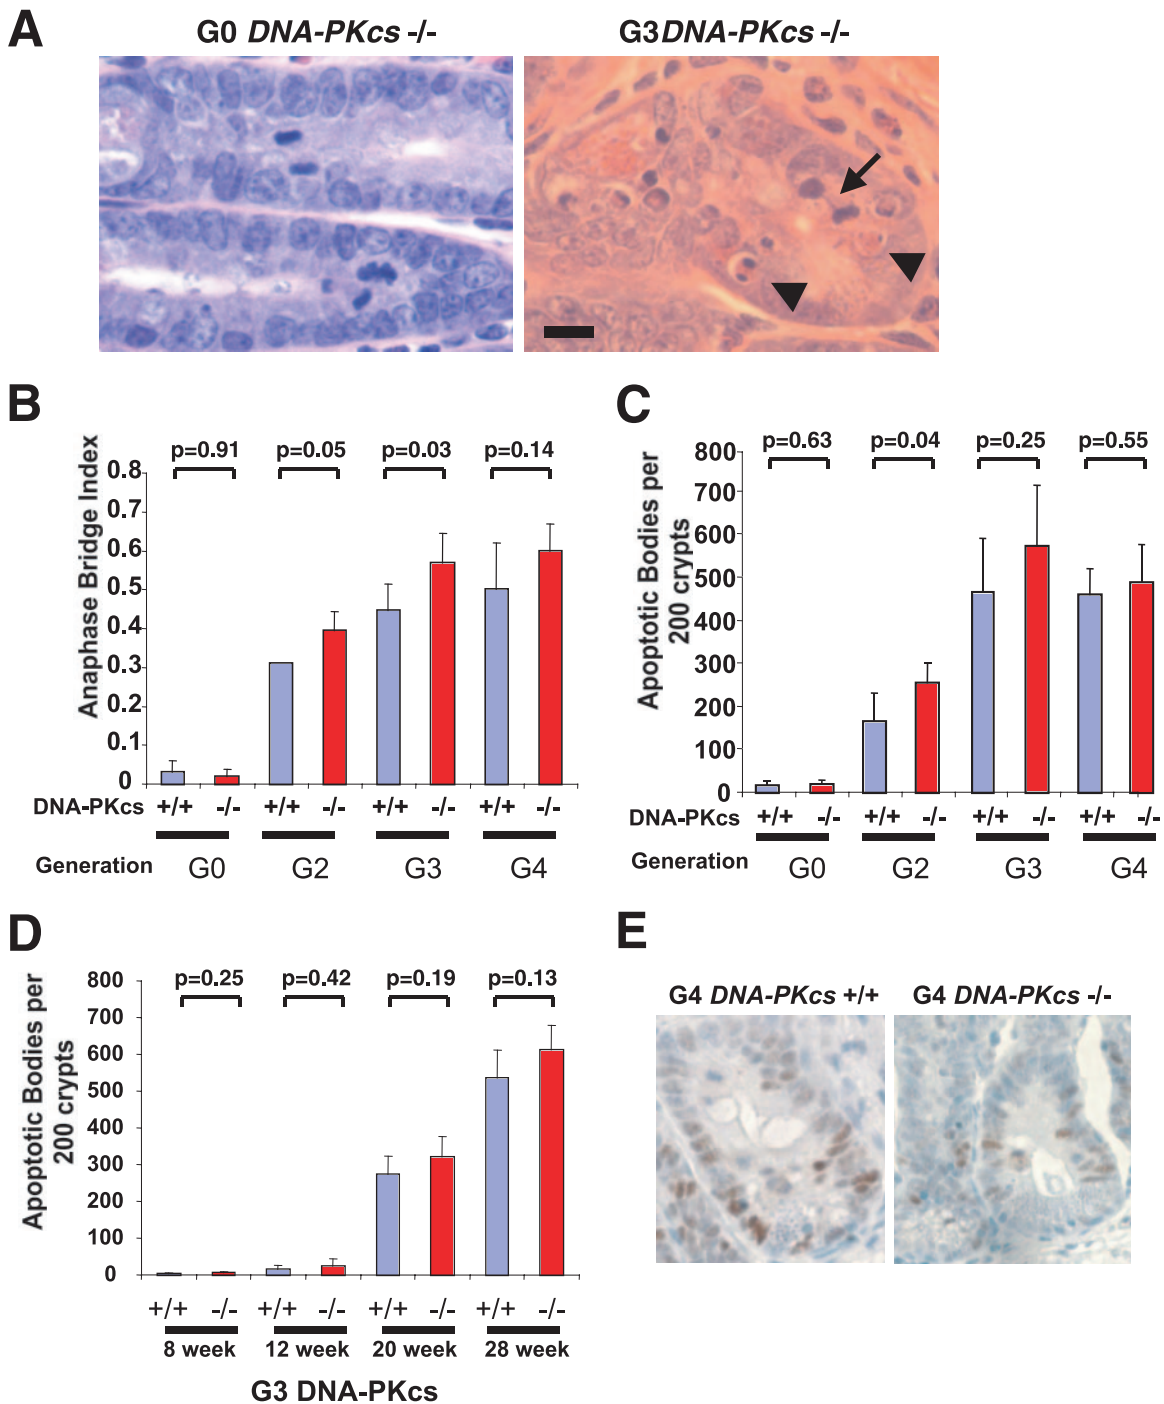 A
G0 DNA-PKcs -/-
G3DNA-PKcs -/-
B
Anaphase Bridge Index
p=0.91
p=0.05
p=0.03
p=0.14
0.8
0.7
0.6
0.5
0.4
0.3
0.2
0.1
0
DNA-PKcs +/+ -/- +/+ -/- +/+ -/- +/+ -/-
Generation G0 G2 G3 G4
C
Apoptotic Bodies per
200 crypts
p=0.63
p=0.04
p=0.25
p=0.55
800
700
600
500
400
300
200
100
0
DNA-PKcs +/+ -/- +/+ -/- +/+ -/- +/+ -/-
Generation G0 G2 G3 G4
D
Apoptotic Bodies per
200 crypts
p=0.25
p=0.42
p=0.19
p=0.13
800
700
600
500
400
300
200
100
0
+/+ -/- +/+ -/- +/+ -/- +/+ -/-
8 week 12 week 20 week 28 week
G3 DNA-PKcs
E
G4 DNA-PKcs +/+
G4 DNA-PKcs -/-